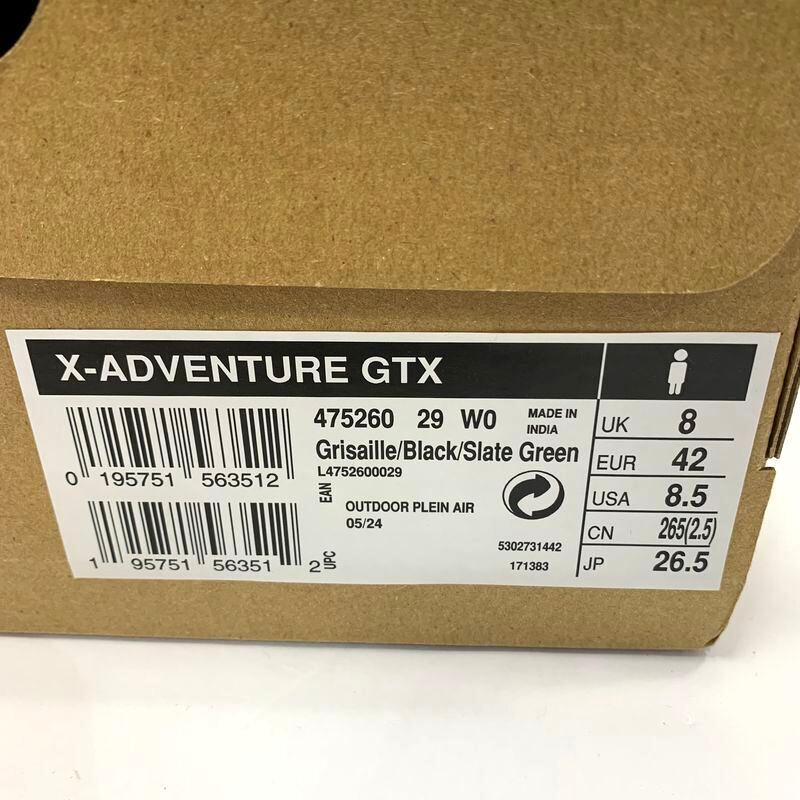 X-ADVENTURE GTX
475260 29 W0
MADE IN
INDIA
Grisaille/Black/Slate Green
L4752600029
0 195751 563512
EAN
OUTDOOR PLEIN AIR
05/24
5302731442
171383
1 95751 56351 2
UPC
UK 8
EUR 42
USA 8.5
CN 265(2.5)
JP 26.5